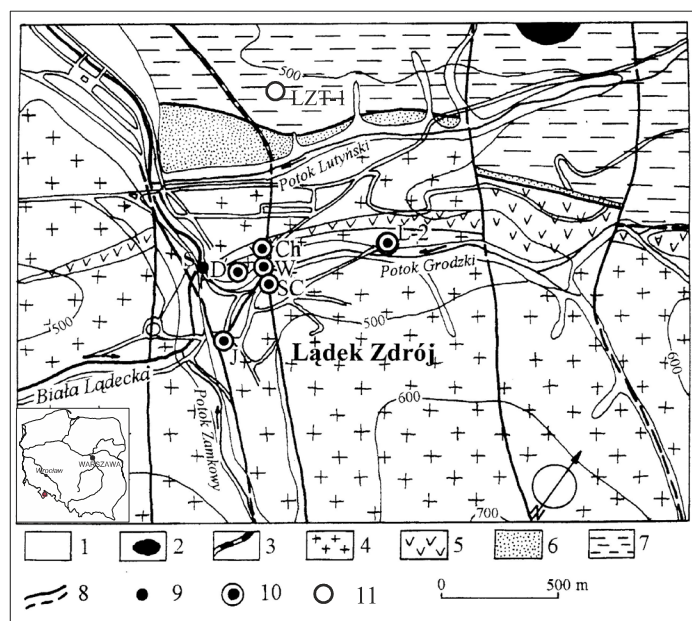 500
LZT-1
Potok Lutyński
L-2
Ch
S
D
W
SC
Potok Grodzki
500
500
J
Lądek Zdrój
600
Biała Lądecka
600
Potok Zamkowy
WARSZAWA
Wrocław
700
1 2 3 4 5 6 7
8 9 10 11 0 500 m